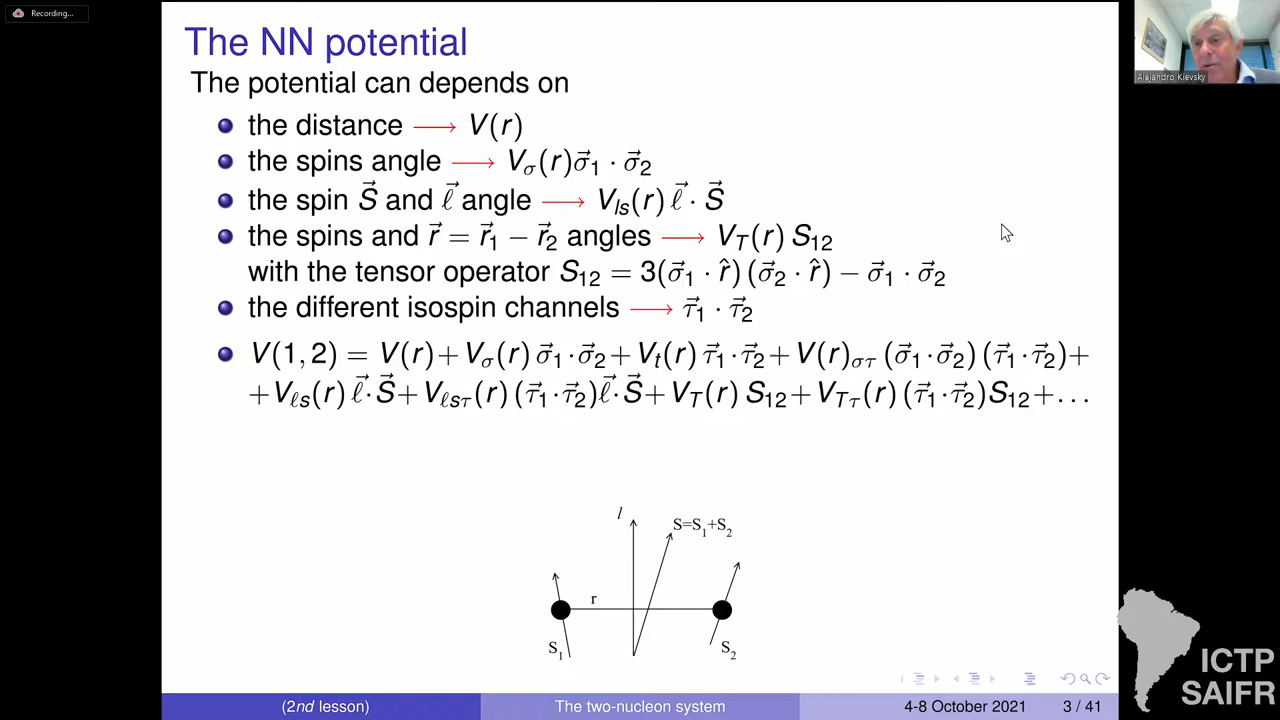 Recording...
The NN potential
The potential can depends on
the distance ⟶ V(r)
the spins angle ⟶ V_σ(r)σ⃗₁ · σ⃗₂
the spin S⃗ and ℓ⃗ angle ⟶ V_ls(r) ℓ⃗ · S⃗
the spins and r⃗ = r⃗₁ − r⃗₂ angles ⟶ V_T(r) S₁₂
with the tensor operator S₁₂ = 3(σ⃗₁ · r̂) (σ⃗₂ · r̂) − σ⃗₁ · σ⃗₂
the different isospin channels ⟶ τ⃗₁ · τ⃗₂
V(1, 2) = V(r) + V_σ(r) σ⃗₁·σ⃗₂ + V_t(r) τ⃗₁·τ⃗₂ + V(r)_στ (σ⃗₁·σ⃗₂) (τ⃗₁·τ⃗₂)+
+V_ℓs(r) ℓ⃗·S⃗ + V_ℓsτ(r) (τ⃗₁·τ⃗₂)ℓ⃗·S⃗ + V_T(r) S₁₂ + V_Tτ(r) (τ⃗₁·τ⃗₂)S₁₂ + . . .
l
S=S₁+S₂
r
S₁
S₂
(2nd lesson)
The two-nucleon system
4-8 October 2021
3 / 41
Alejandro Kievsky
ICTP
SAIFR